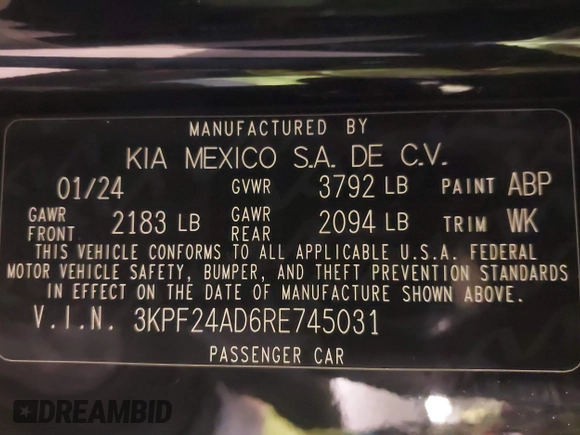 MANUFACTURED BY
KIA MEXICO S.A. DE C.V.
01/24 GVWR 3792 LB PAINT ABP
GAWR FRONT 2183 LB GAWR REAR 2094 LB TRIM WK
THIS VEHICLE CONFORMS TO ALL APPLICABLE U.S.A. FEDERAL
MOTOR VEHICLE SAFETY, BUMPER, AND THEFT PREVENTION STANDARDS
IN EFFECT ON THE DATE OF MANUFACTURE SHOWN ABOVE.
V.I.N. 3KPF24AD6RE745031
PASSENGER CAR
DREAMBID